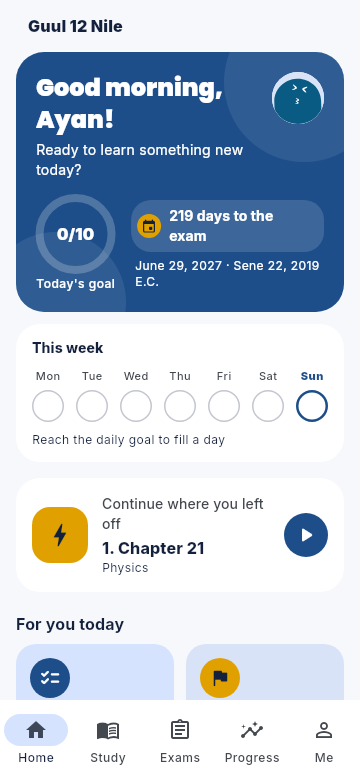 Guul 12 Nile
Good morning,
Ayan!
Ready to learn something new
today?
0/10
Today's goal
219 days to the
exam
June 29, 2027 · Sene 22, 2019
E.C.
This week
Mon Tue Wed Thu Fri Sat Sun
Reach the daily goal to fill a day
Continue where you left
off
1. Chapter 21
Physics
For you today
Home Study Exams Progress Me